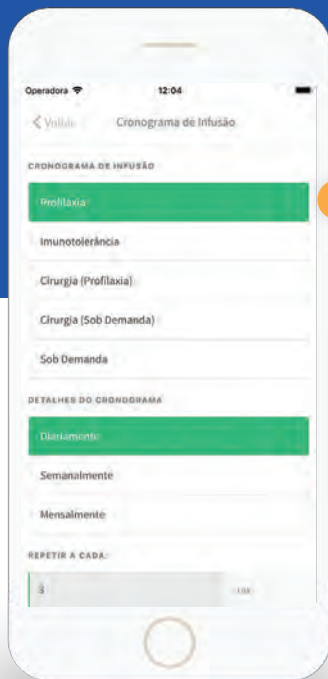 Operadora 12:04
Voltar Cronograma de Infusão
CRONOGRAMA DE INFUSÃO
Profilaxia
Imunotolerância
Cirurgia (Profilaxia)
Cirurgia (Sob Demanda)
Sob Demanda
DETALHES DO CRONOGRAMA
Diariamente
Semanalmente
Mensalmente
REPETIR A CADA:
3